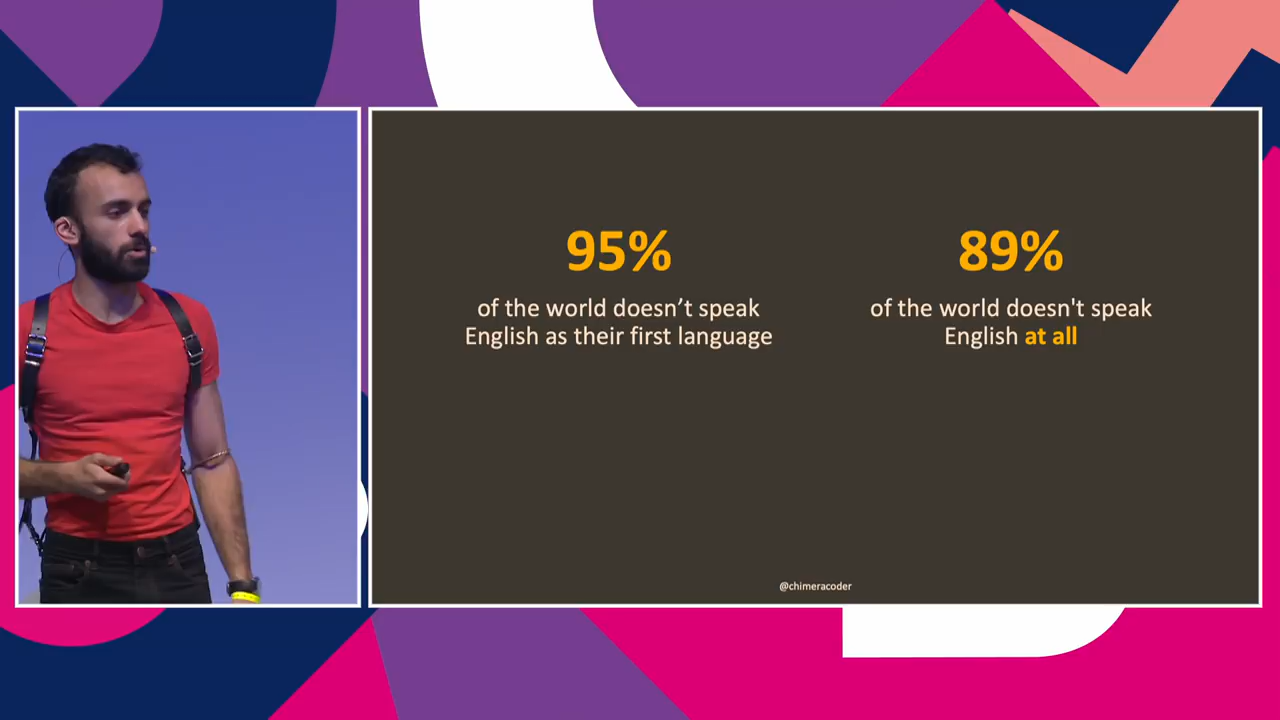 95%
of the world doesn’t speak
English as their first language
89%
of the world doesn't speak
English at all
@chimeracoder